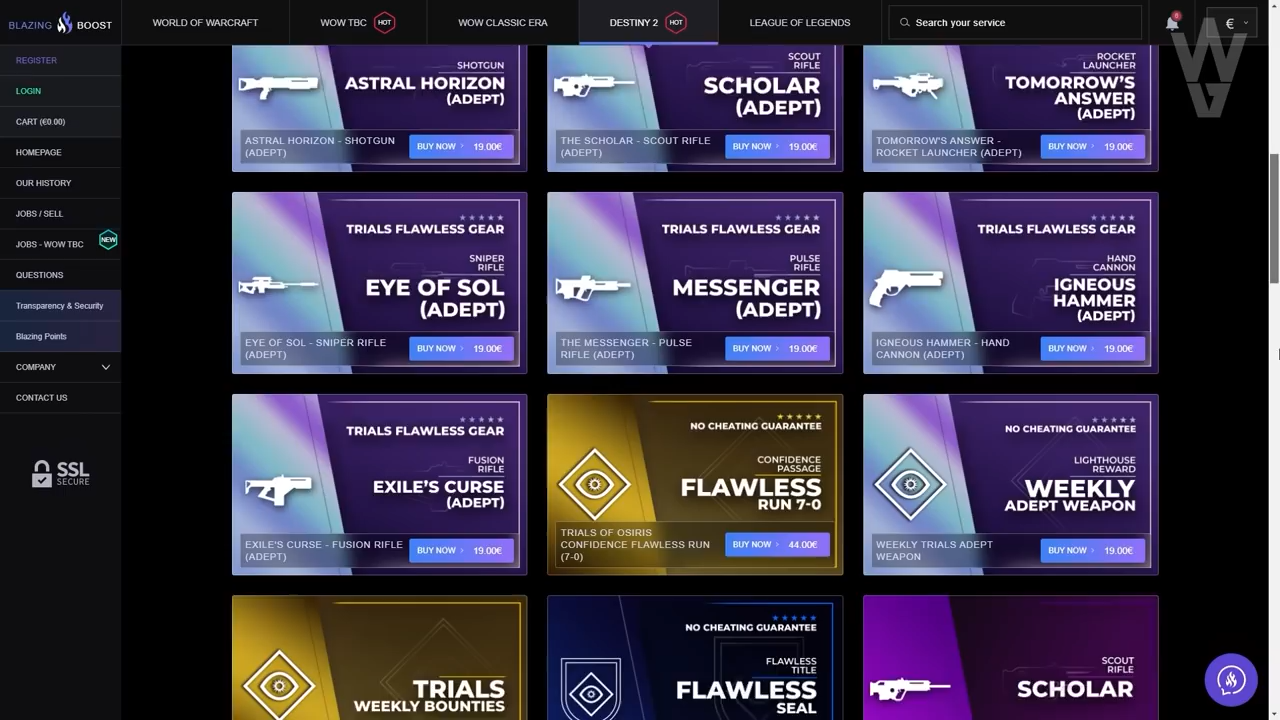 BLAZING BOOST
WORLD OF WARCRAFT
WOW TBC
HOT
WOW CLASSIC ERA
DESTINY 2
HOT
LEAGUE OF LEGENDS
Search your service
8
€
WG
REGISTER
LOGIN
CART (€0.00)
HOMEPAGE
OUR HISTORY
JOBS / SELL
JOBS - WOW TBC
NEW
QUESTIONS
Transparency & Security
Blazing Points
COMPANY
CONTACT US
SSL
SECURE
SHOTGUN
ASTRAL HORIZON
(ADEPT)
ASTRAL HORIZON - SHOTGUN
(ADEPT)
BUY NOW
19.00€
SCOUT
RIFLE
SCHOLAR
(ADEPT)
THE SCHOLAR - SCOUT RIFLE
(ADEPT)
BUY NOW
19.00€
ROCKET
LAUNCHER
TOMORROW'S
ANSWER
(ADEPT)
TOMORROW'S ANSWER -
ROCKET LAUNCHER (ADEPT)
BUY NOW
19.00€
TRIALS FLAWLESS GEAR
SNIPER
RIFLE
EYE OF SOL
(ADEPT)
EYE OF SOL - SNIPER RIFLE
(ADEPT)
BUY NOW
19.00€
TRIALS FLAWLESS GEAR
PULSE
RIFLE
MESSENGER
(ADEPT)
THE MESSENGER - PULSE
RIFLE (ADEPT)
BUY NOW
19.00€
TRIALS FLAWLESS GEAR
HAND
CANNON
IGNEOUS
HAMMER
(ADEPT)
IGNEOUS HAMMER - HAND
CANNON (ADEPT)
BUY NOW
19.00€
TRIALS FLAWLESS GEAR
FUSION
RIFLE
EXILE'S CURSE
(ADEPT)
EXILE'S CURSE - FUSION RIFLE
(ADEPT)
BUY NOW
19.00€
NO CHEATING GUARANTEE
CONFIDENCE
PASSAGE
FLAWLESS
RUN 7-0
TRIALS OF OSIRIS
CONFIDENCE FLAWLESS RUN
(7-0)
BUY NOW
44.00€
NO CHEATING GUARANTEE
LIGHTHOUSE
REWARD
WEEKLY
ADEPT WEAPON
WEEKLY TRIALS ADEPT
WEAPON
BUY NOW
19.00€
TRIALS
WEEKLY BOUNTIES
NO CHEATING GUARANTEE
FLAWLESS
TITLE
FLAWLESS
SEAL
SCOUT
RIFLE
SCHOLAR